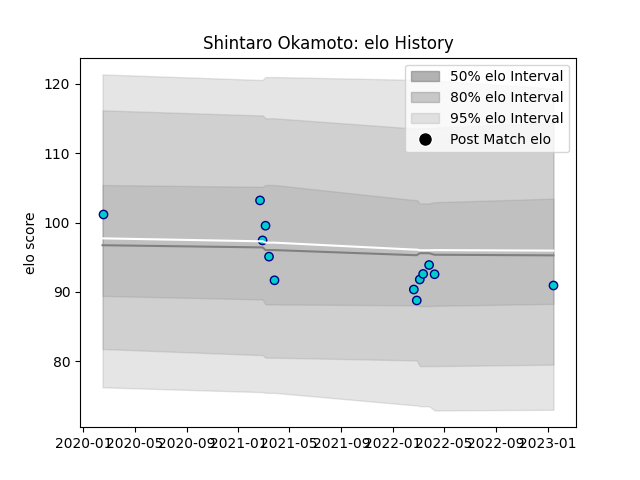 Shintaro Okamoto: elo History
120
110
100
90
80
elo score
50% elo Interval
80% elo Interval
95% elo Interval
Post Match elo
2020-01 2020-05 2020-09 2021-01 2021-05 2021-09 2022-01 2022-05 2022-09 2023-01